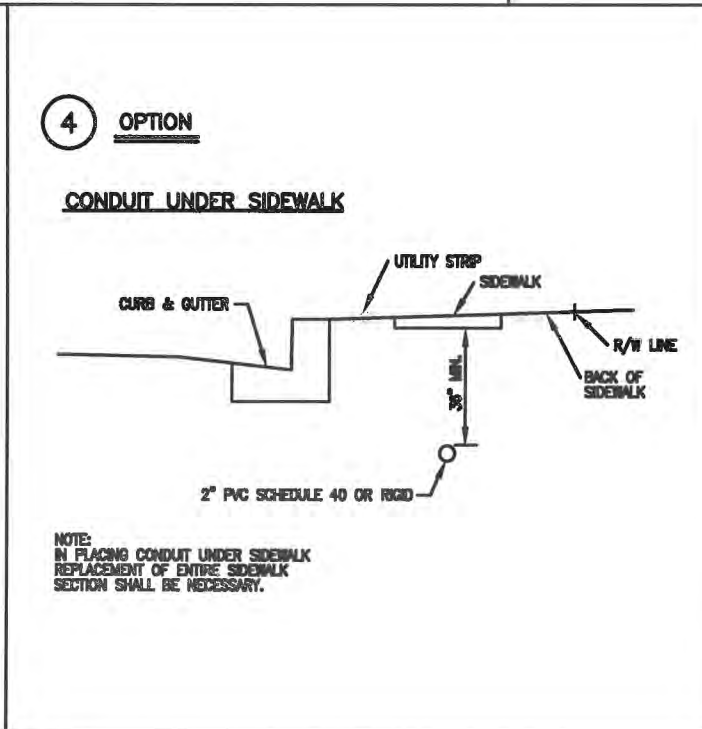 4 OPTION
CONDUIT UNDER SIDEWALK
UTILITY STRIP
SIDEWALK
CURB & GUTTER
R/W LINE
BACK OF
SIDEWALK
36" MIN.
2" PVC SCHEDULE 40 OR RIGID
NOTE:
IN PLACING CONDUIT UNDER SIDEWALK
REPLACEMENT OF ENTIRE SIDEWALK
SECTION SHALL BE NECESSARY.